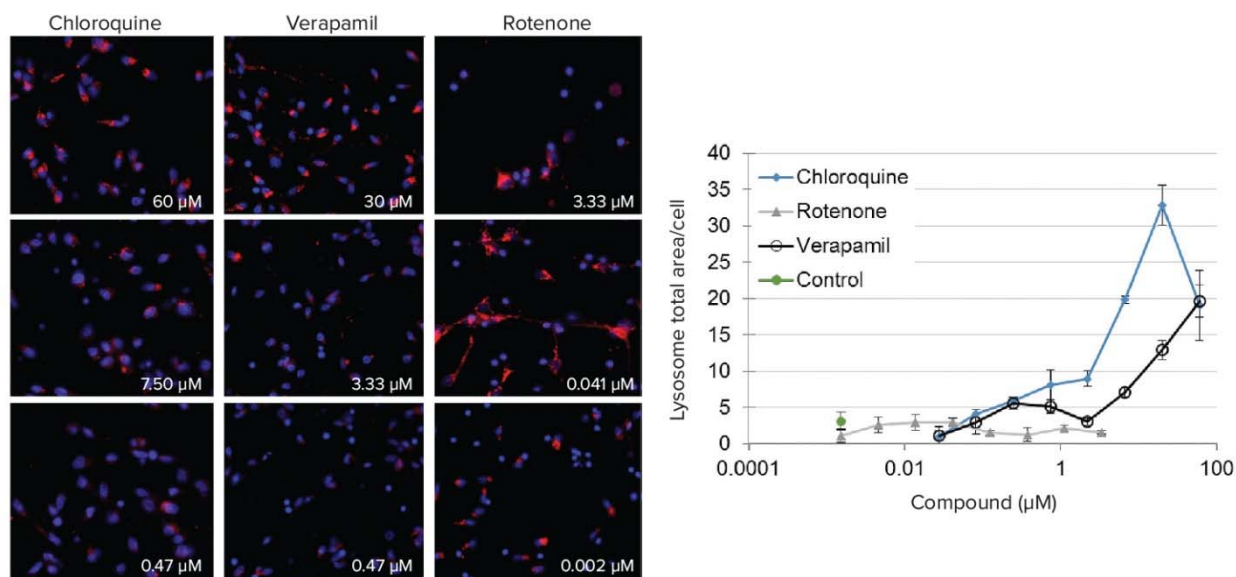 Chloroquine Verapamil Rotenone
60 µM 30 µM 3.33 µM
7.50 µM 3.33 µM 0.041 µM
0.47 µM 0.47 µM 0.002 µM
Lysosome total area/cell
40
35
30
25
20
15
10
5
0
Chloroquine
Rotenone
Verapamil
Control
0.0001 0.01 1 100
Compound (µM)